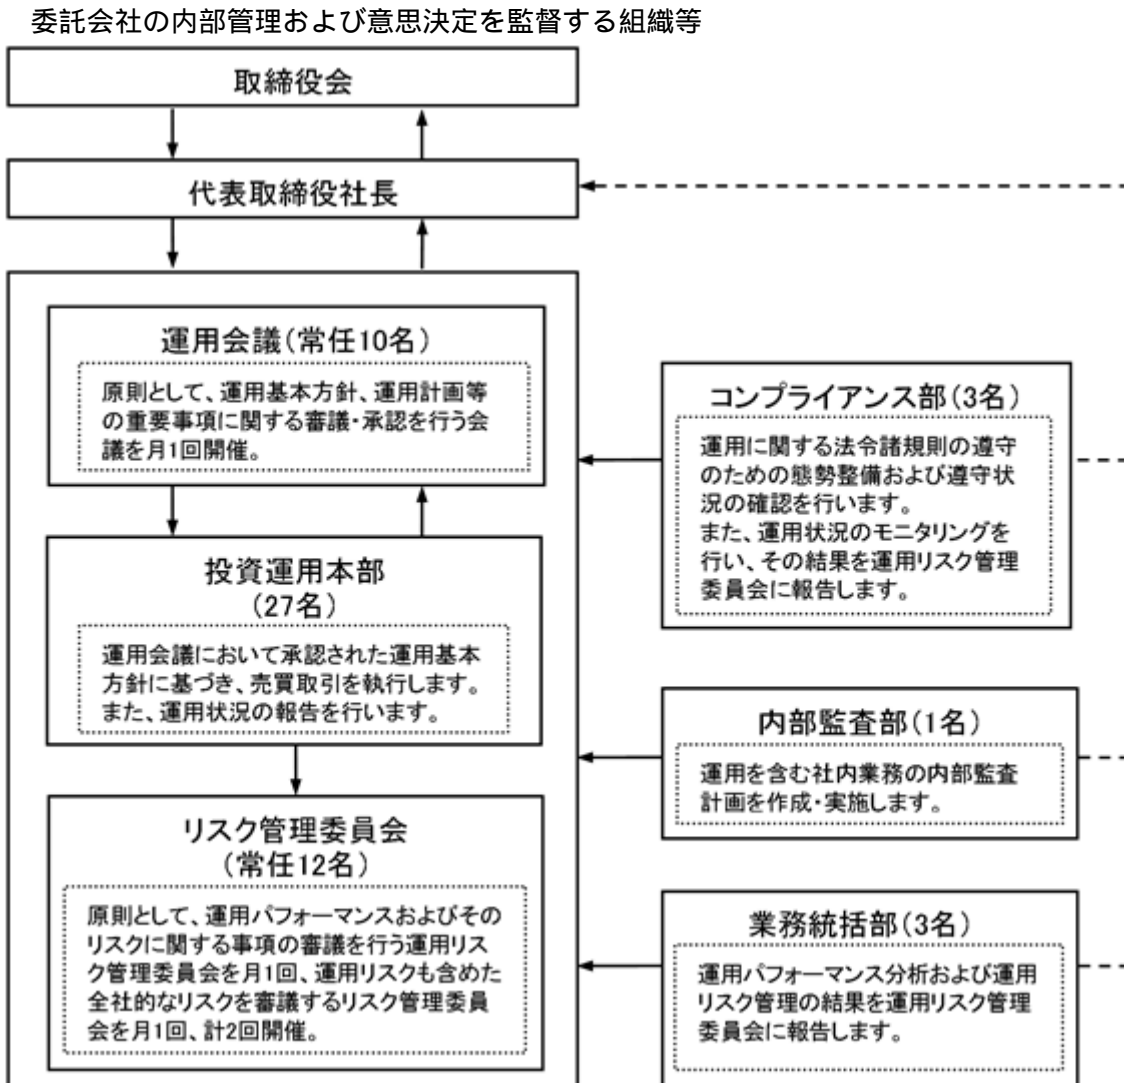 委託会社の内部管理および意思決定を監督する組織等
取締役会
代表取締役社長
運用会議(常任10名)
原則として、運用基本方針、運用計画等
の重要事項に関する審議・承認を行う会
議を月1回開催。
投資運用本部
(27名)
運用会議において承認された運用基本
方針に基づき、売買取引を執行します。
また、運用状況の報告を行います。
リスク管理委員会
(常任12名)
原則として、運用パフォーマンスおよびその
リスクに関する事項の審議を行う運用リス
ク管理委員会を月1回、運用リスクも含めた
全社的なリスクを審議するリスク管理委員
会を月1回、計2回開催。
コンプライアンス部(3名)
運用に関する法令諸規則の遵守
のための態勢整備および遵守状
況の確認を行います。
また、運用状況のモニタリングを
行い、その結果を運用リスク管理
委員会に報告します。
内部監査部(1名)
運用を含む社内業務の内部監査
計画を作成・実施します。
業務統括部(3名)
運用パフォーマンス分析および運用
リスク管理の結果を運用リスク管理
委員会に報告します。